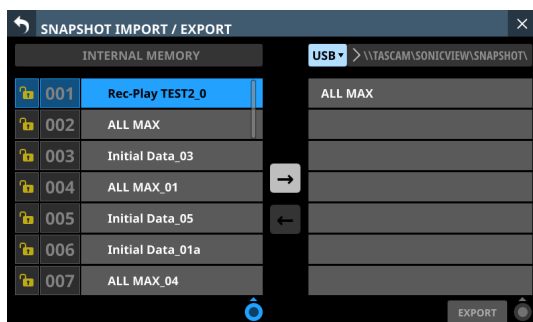 SNAPSHOT IMPORT / EXPORT
INTERNAL MEMORY
USB \\TASCAM\SONICVIEW\SNAPSHOT\
001 Rec-Play TEST2_0
002 ALL MAX
003 Initial Data_03
004 ALL MAX_01
005 Initial Data_05
006 Initial Data_01a
007 ALL MAX_04
ALL MAX
EXPORT